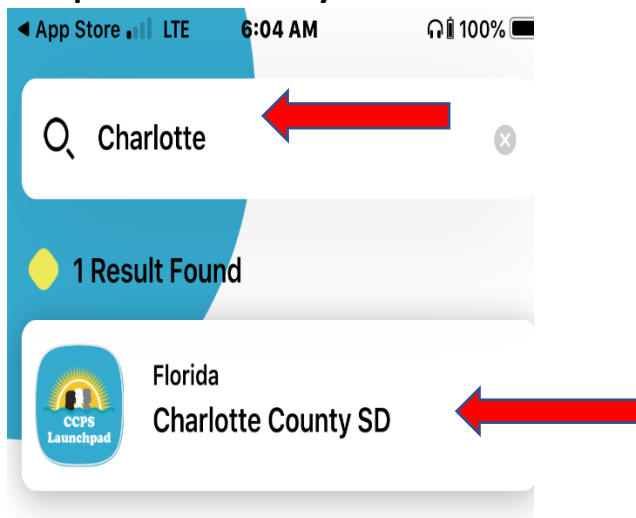 ◀ App Store LTE 6:04 AM 100%
Charlotte
1 Result Found
Florida
Charlotte County SD
CCPS
Launchpad